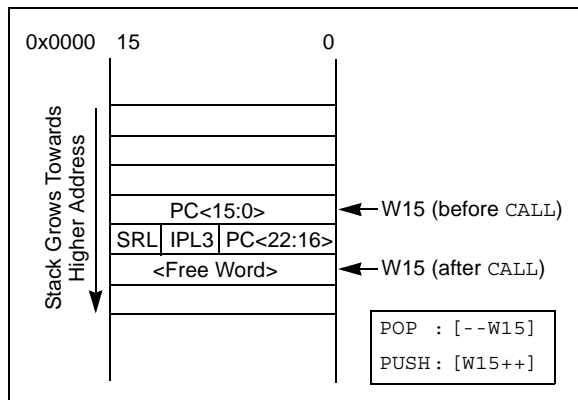 0x0000 15 0
Stack Grows Towards
Higher Address
PC<15:0>
W15 (before CALL)
SRL IPL3 PC<22:16>
<Free Word>
W15 (after CALL)
POP : [--W15]
PUSH: [W15++]